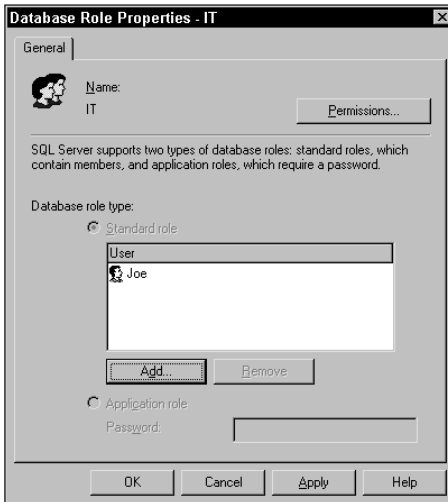 Database Role Properties - IT
General
Name:
IT
Permissions...
SQL Server supports two types of database roles: standard roles, which
contain members, and application roles, which require a password.
Database role type:
Standard role
User
Joe
Add...
Remove
Application role
Password:
OK Cancel Apply Help